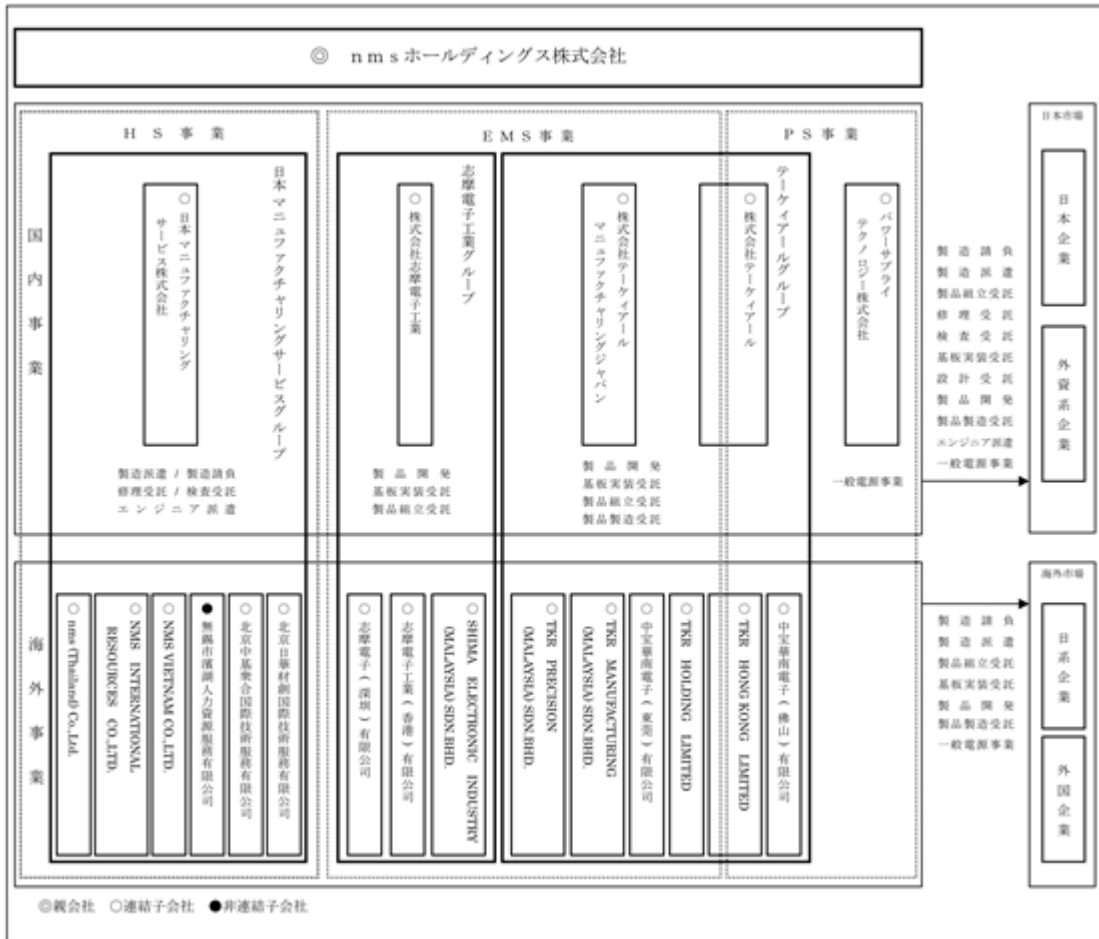 ◎ nmsホールディングス株式会社
HS事業
EMS事業
PS事業
国内事業
日本マニュファクチャリングサービスグループ
○日本マニュファクチャリング
サービス株式会社
製造派遣 / 製造請負
修理受託 / 検査受託
エンジニア派遣
志摩電子工業グループ
○株式会社志摩電子工業
製品開発
基板実装受託
製品組立受託
テーケィアールグループ
○株式会社テーケィアール
マニュファクチャリングジャパン
○株式会社テーケィアール
製品開発
基板実装受託
製品組立受託
製品製造受託
○パワーサプライ
テクノロジー株式会社
一般電源事業
製造請負
製造派遣
製品組立受託
修理受託
検査受託
基板実装受託
設計受託
製品開発
製品製造受託
エンジニア派遣
一般電源事業
日本市場
日本企業
外資系企業
海外事業
○nms (Thailand) Co.,Ltd.
○NMS INTERNATIONAL
RESOURCES CO.,LTD.
○NMS VIETNAM CO.,LTD.
●無錫市濱湖人力資源服務有限公司
○北京中基衆合国際技術服務有限公司
○北京日華材創国際技術服務有限公司
○志摩電子(深圳)有限公司
○志摩電子工業(香港)有限公司
○SHIMA ELECTRONIC INDUSTRY
(MALAYSIA) SDN.BHD.
○TKR PRECISION
(MALAYSIA) SDN.BHD.
○TKR MANUFACTURING
(MALAYSIA) SDN.BHD.
○中宝華南電子(東莞)有限公司
○TKR HOLDING LIMITED
○TKR HONG KONG LIMITED
○中宝華南電子(佛山)有限公司
製造請負
製造派遣
製品組立受託
基板実装受託
製品開発
製品製造受託
一般電源事業
海外市場
日系企業
外国企業
◎親会社 ○連結子会社 ●非連結子会社